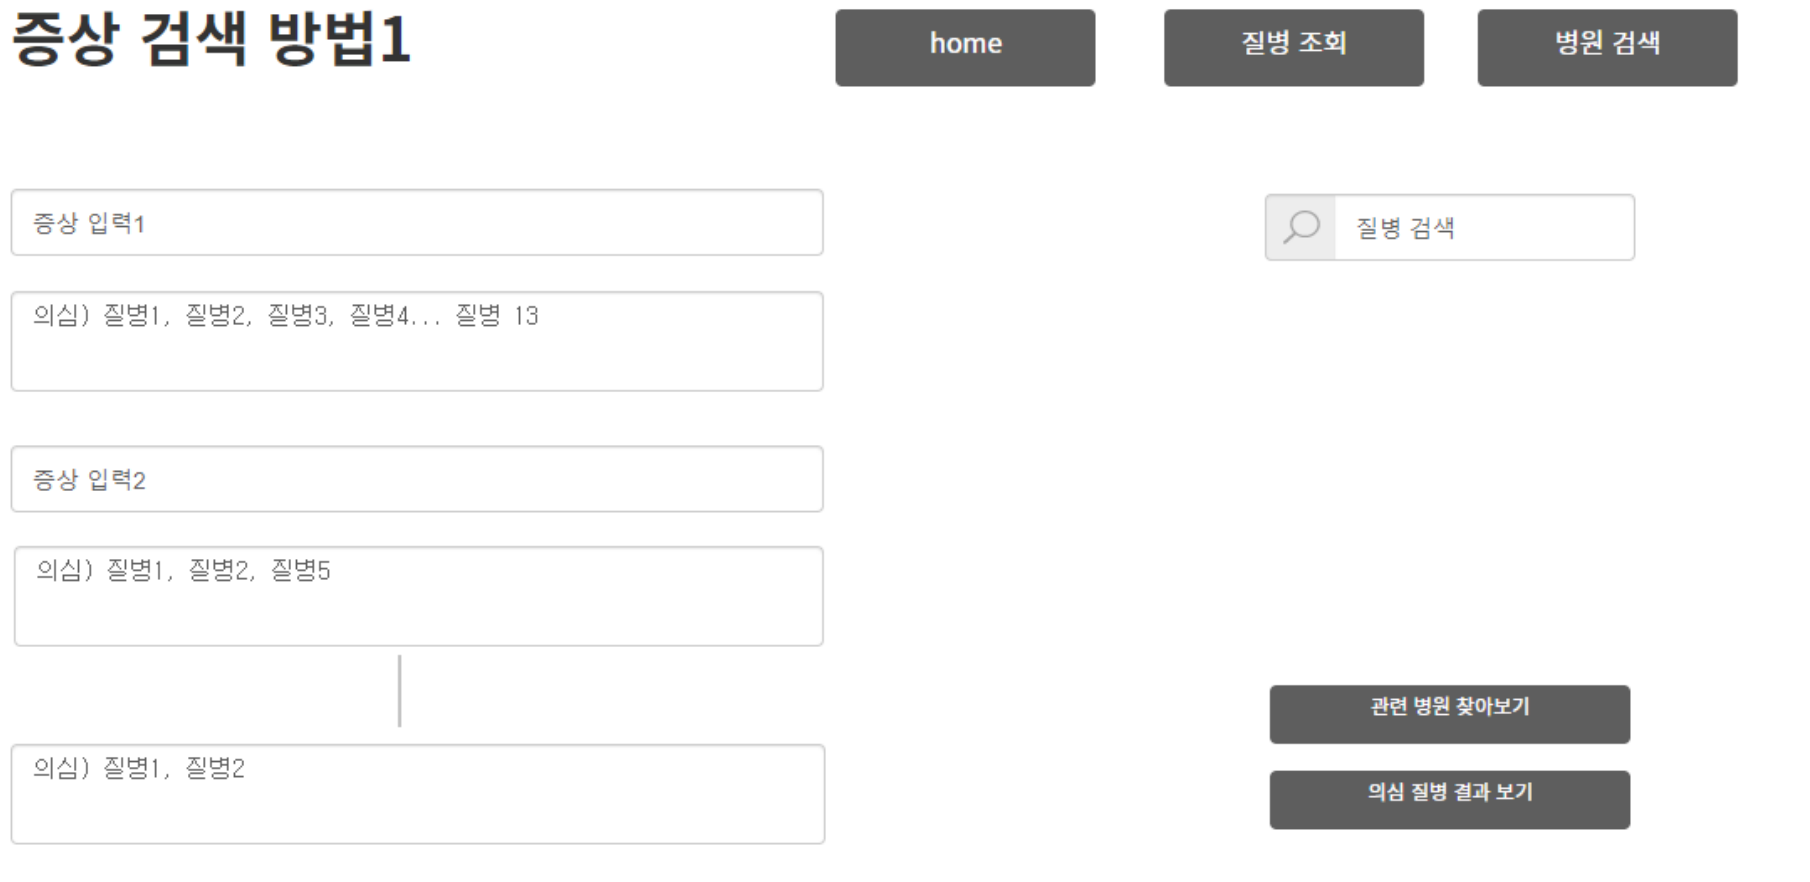 증상 검색 방법1
home
질병 조회
병원 검색
증상 입력1
질병 검색
의심) 질병1, 질병2, 질병3, 질병4... 질병 13
증상 입력2
의심) 질병1, 질병2, 질병5
관련 병원 찾아보기
의심) 질병1, 질병2
의심 질병 결과 보기